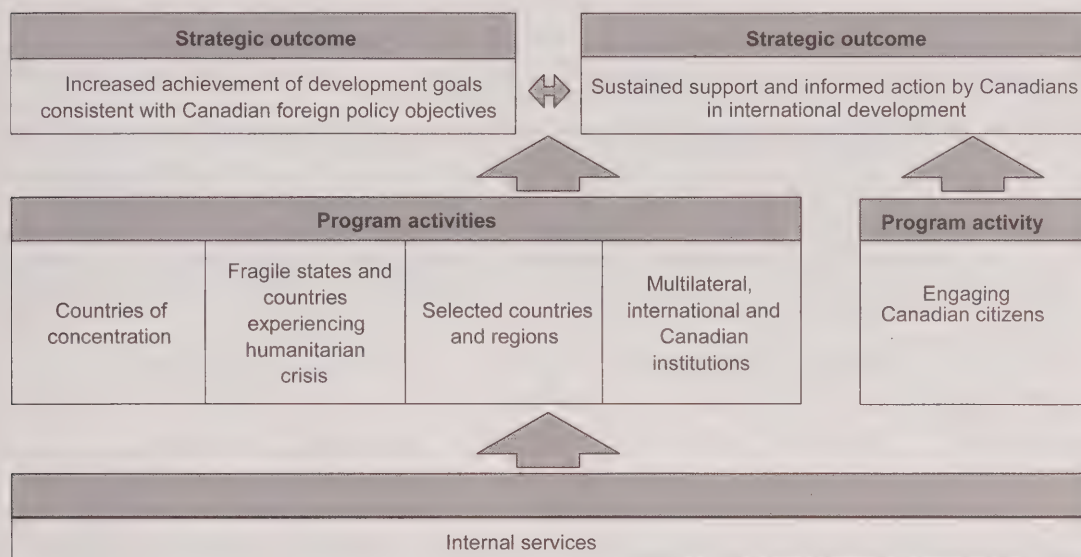 Strategic outcome
Increased achievement of development goals
consistent with Canadian foreign policy objectives
Strategic outcome
Sustained support and informed action by Canadians
in international development
Program activities
Countries of
concentration
Fragile states and
countries
experiencing
humanitarian
crisis
Selected countries
and regions
Multilateral,
international and
Canadian
institutions
Program activity
Engaging
Canadian citizens
Internal services